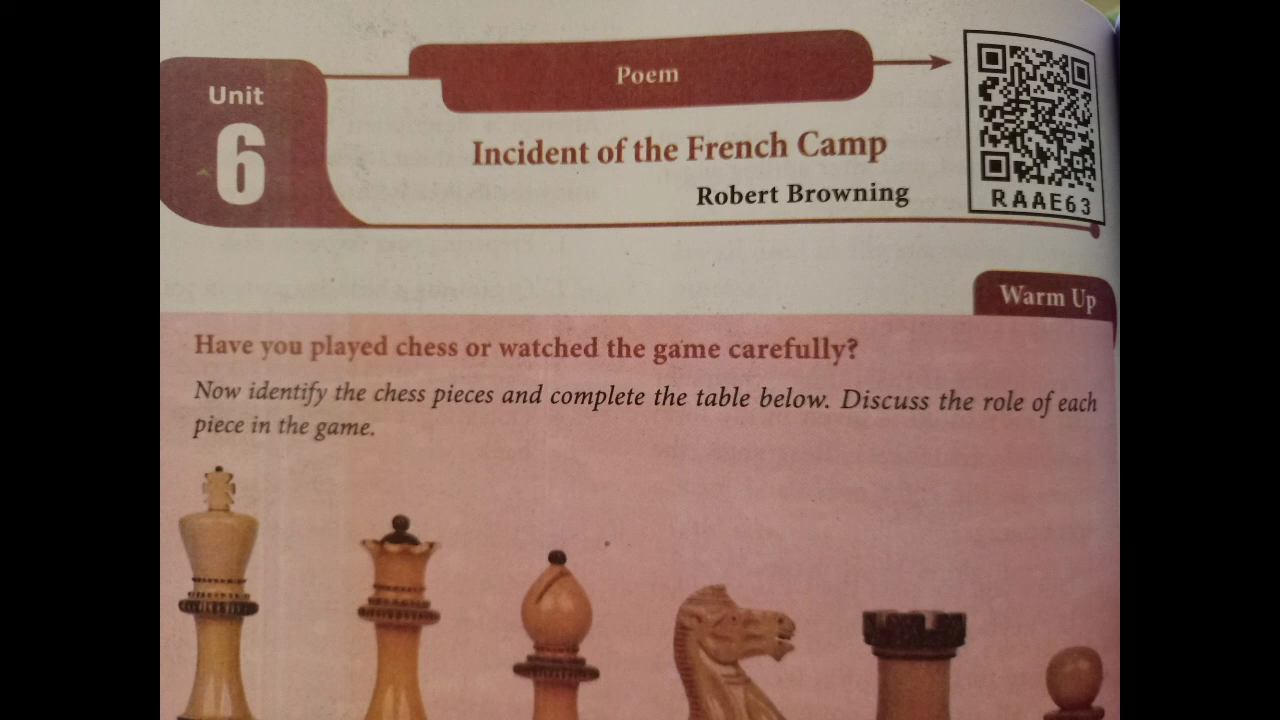 Poem
Unit
6
Incident of the French Camp
Robert Browning
RAAE63
Warm Up
Have you played chess or watched the game carefully?
Now identify the chess pieces and complete the table below. Discuss the role of each
piece in the game.